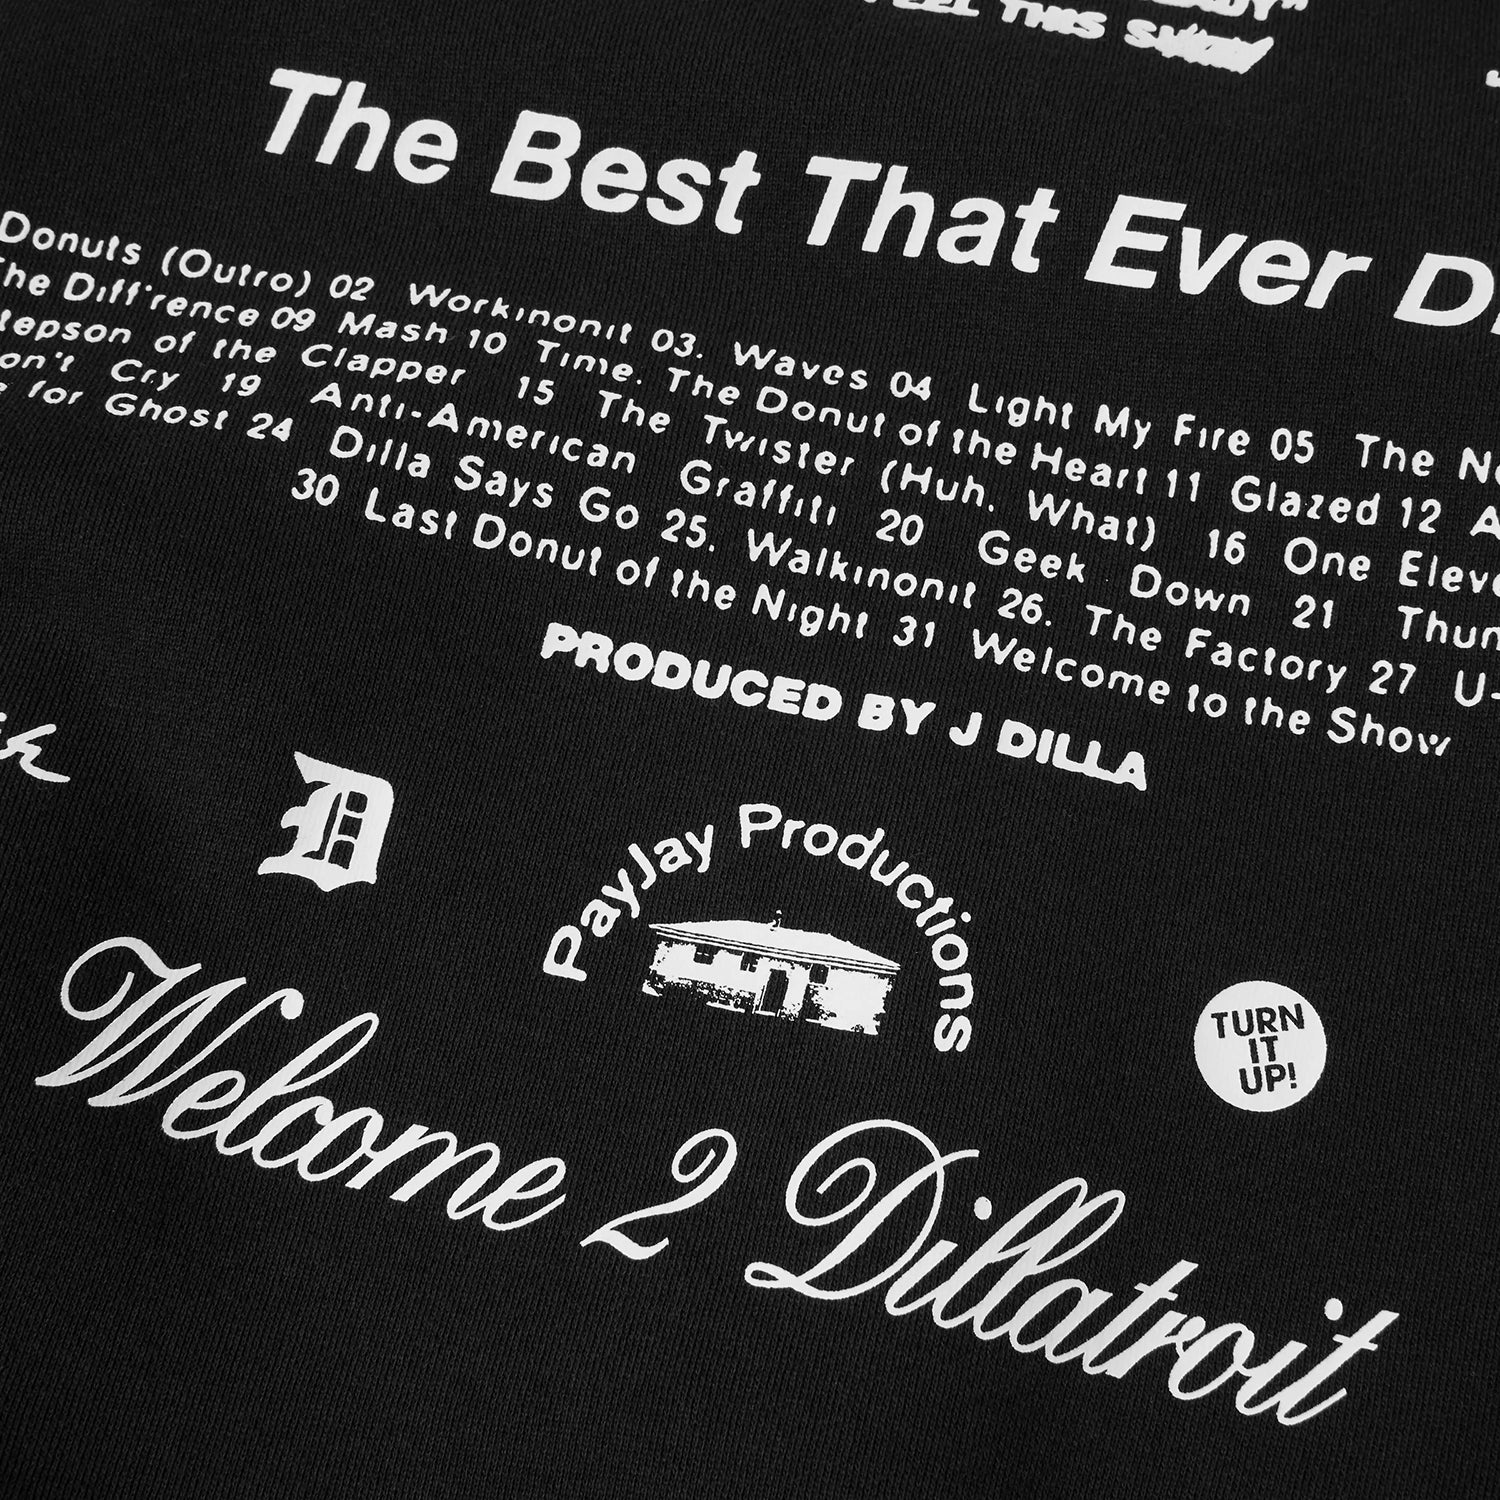 THIS
The Best That Ever
Donuts (Outro) 02 Workinonit 03. Waves 04 Light My Fire 05 The
The Diff'rence 09 Mash 10 Time. The Donut of the Heart 11 Glazed 12
of the Clapper 15 The Twister (Huh, What) 16 One
Cry 19 Anti-American Graffiti 20 Geek Down 21
for Ghost 24 Dilla Says Go 25. Walkinonit 26. The Factory 27
30 Last Donut of the Night 31 Welcome to the Show
PRODUCED BY J DILLA
D
PayJay Productions
TURN
IT
UP!
Welcome 2 Dillatroit